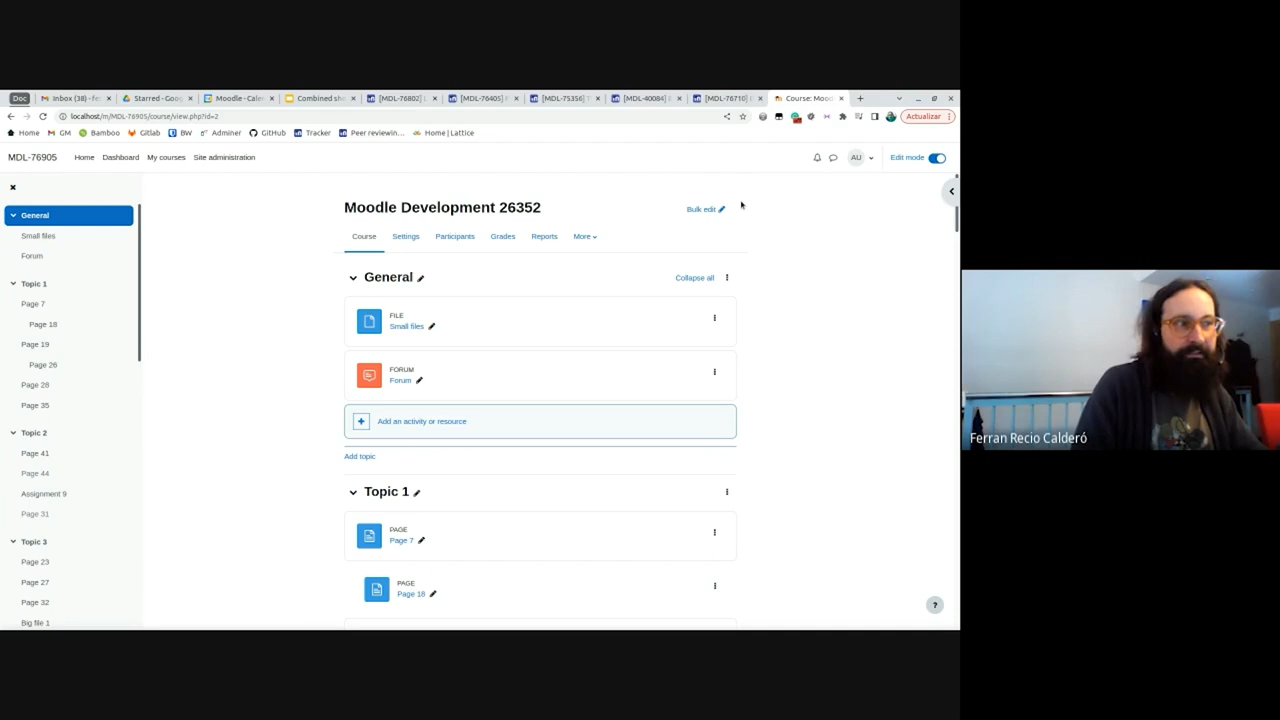 Doc
Inbox (38) - fe
Starred - Goog
Moodle - Cale
Combined sho
[MDL-76802]
[MDL-76405]
[MDL-75356]
[MDL-40084]
[MDL-76710]
Course: Mood
localhost/m/MDL-76905/course/view.php?id=2
Actualizar
Home
GM
Bamboo
Gitlab
BW
Adminer
GitHub
Tracker
Peer reviewin...
Home | Lattice
MDL-76905
Home
Dashboard
My courses
Site administration
AU
Edit mode
General
Small files
Forum
Topic 1
Page 7
Page 18
Page 19
Page 26
Page 28
Page 35
Topic 2
Page 41
Page 44
Assignment 9
Page 31
Topic 3
Page 23
Page 27
Page 32
Big file 1
Moodle Development 26352
Bulk edit
Course
Settings
Participants
Grades
Reports
More
General
Collapse all
FILE
Small files
FORUM
Forum
Add an activity or resource
Add topic
Topic 1
PAGE
Page 7
PAGE
Page 18
?
Ferran Recio Calderó